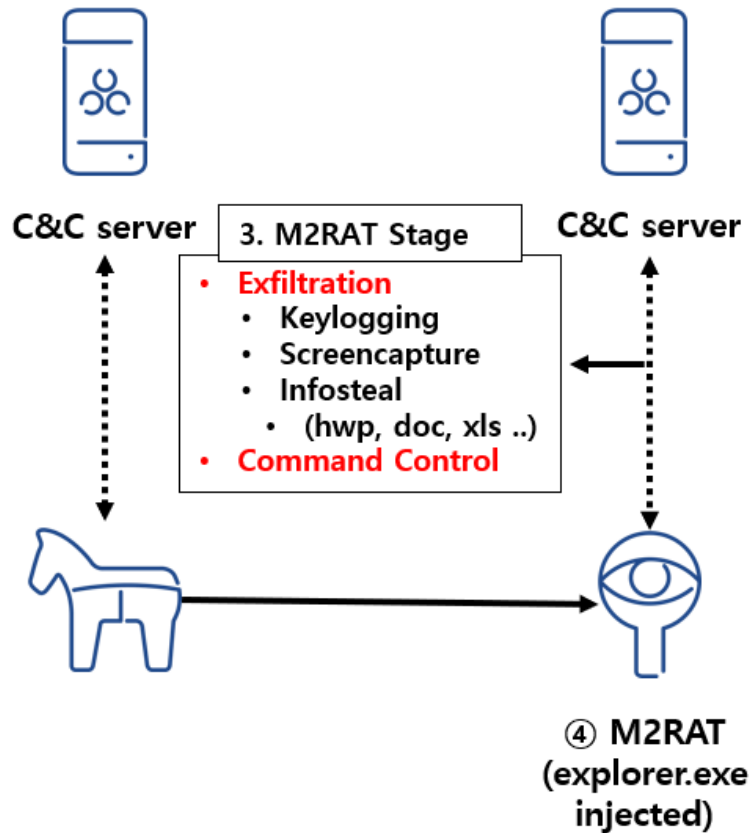 C&C server
C&C server
3. M2RAT Stage
• Exfiltration
• Keylogging
• Screencapture
• Infosteal
• (hwp, doc, xls ..)
• Command Control
④ M2RAT
(explorer.exe
injected)